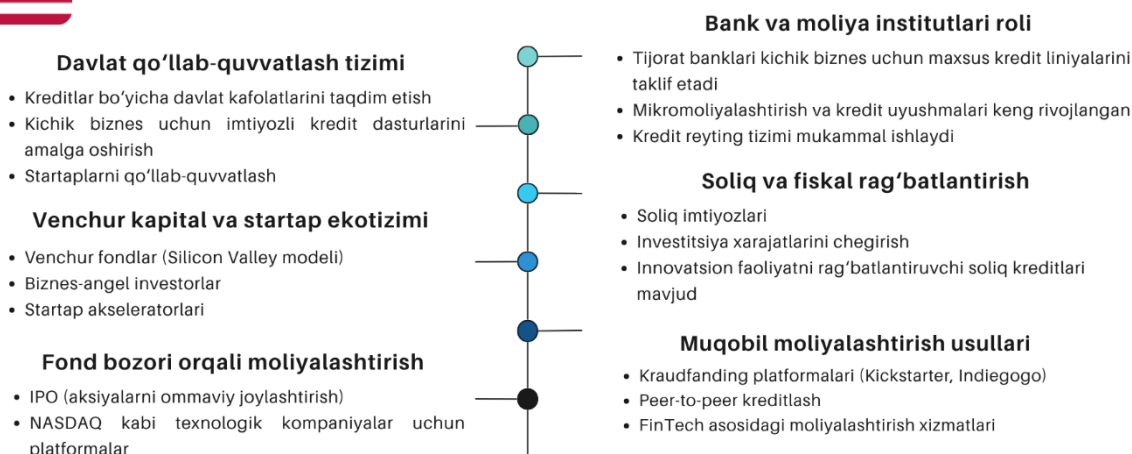 Davlat qo‘llab-quvvatlash tizimi
• Kreditlar bo‘yicha davlat kafolatlarini taqdim etish
• Kichik biznes uchun imtiyozli kredit dasturlarini
amalga oshirish
• Startaplarni qo‘llab-quvvatlash
Venchur kapital va startap ekotizimi
• Venchur fondlar (Silicon Valley modeli)
• Biznes-angel investorlar
• Startap akseleratorlari
Fond bozori orqali moliyalashtirish
• IPO (aksiyalarni ommaviy joylashtirish)
• NASDAQ kabi texnologik kompaniyalar uchun
platformalar
Bank va moliya institutlari roli
• Tijorat banklari kichik biznes uchun maxsus kredit liniyalarini
taklif etadi
• Mikromoliyalashtirish va kredit uyushmalari keng rivojlangan
• Kredit reyting tizimi mukammal ishlaydi
Soliq va fiskal rag‘batlantirish
• Soliq imtiyozlari
• Investitsiya xarajatlarini chegirish
• Innovatsion faoliyatni rag‘batlantiruvchi soliq kreditlari
mavjud
Muqobil moliyalashtirish usullari
• Kraudfanding platformalari (Kickstarter, Indiegogo)
• Peer-to-peer kreditlash
• FinTech asosidagi moliyalashtirish xizmatlari